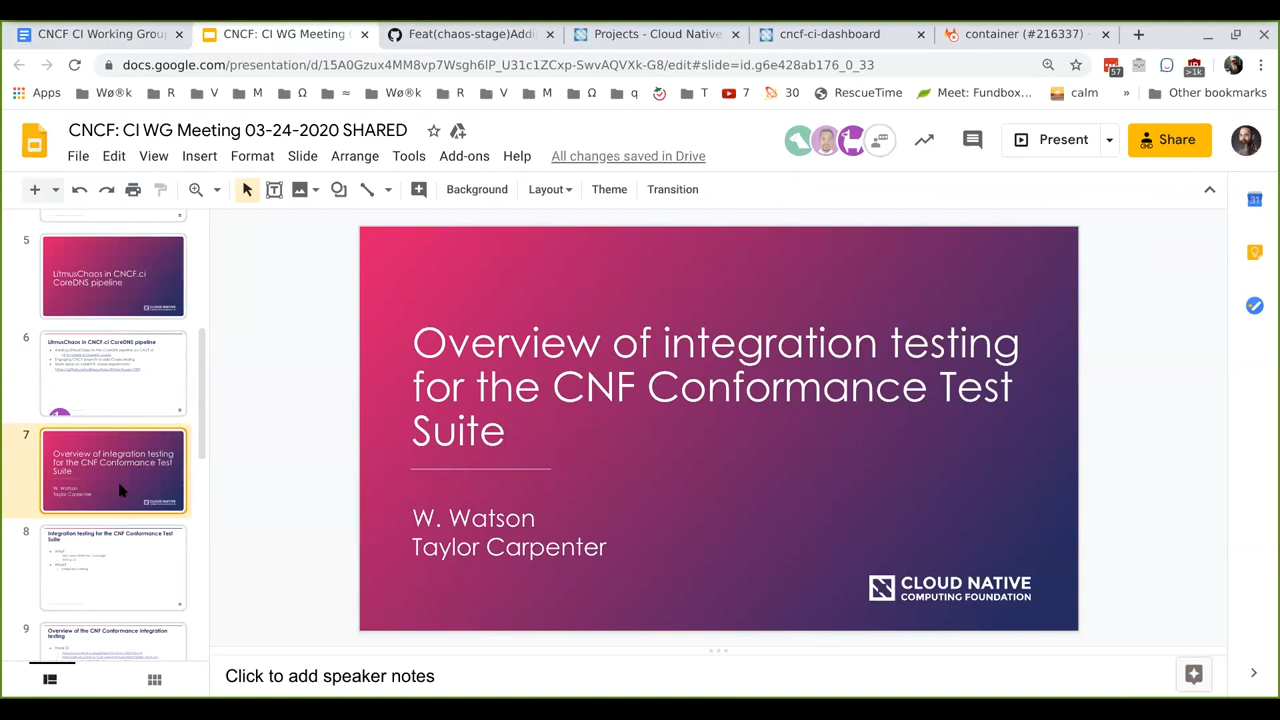 CNCF CI Working Grou
CNCF: CI WG Meeting
Feat(chaos-stage)Addi
Projects - Cloud Native
cncf-ci-dashboard
container (#216337)
docs.google.com/presentation/d/15A0Gzux4MM8vp7Wsgh6lP_U31c1ZCxp-SwvAQVXk-G8/edit#slide=id.g6e428ab176_0_33
57
>1k
Apps Wø®k R V M Ω ≈ Wø®k R V M Ω q T 7 30 RescueTime Meet: Fundbox... calm » Other bookmarks
CNCF: CI WG Meeting 03-24-2020 SHARED
Present
Share
File Edit View Insert Format Slide Arrange Tools Add-ons Help All changes saved in Drive
Background Layout Theme Transition
31
5
LitmusChaos in CNCF.ci
CoreDNS pipeline
6
LitmusChaos in CNCF.ci CoreDNS pipeline
7
Overview of integration testing
for the CNF Conformance Test
Suite
W. Watson
Taylor Carpenter
8
Integration testing for the CNF Conformance Test
Suite
9
Overview of the CNF Conformance integration
testing
Overview of integration testing
for the CNF Conformance Test
Suite
W. Watson
Taylor Carpenter
CLOUD NATIVE
COMPUTING FOUNDATION
Click to add speaker notes